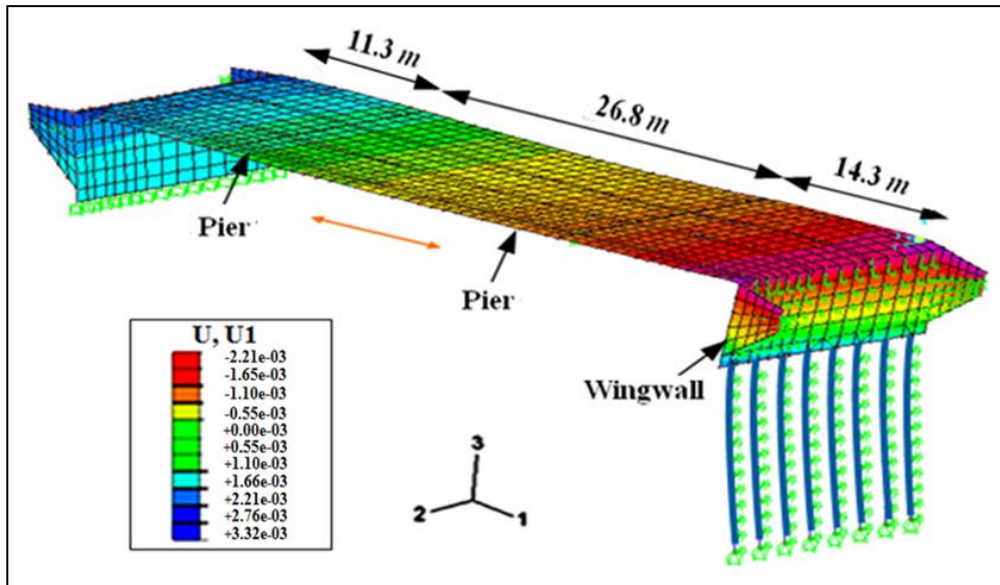 11.3 m
26.8 m
14.3 m
Pier
Pier
Wingwall
U, U1
-2.21e-03
-1.65e-03
-1.10e-03
-0.55e-03
+0.00e-03
+0.55e-03
+1.10e-03
+1.66e-03
+2.21e-03
+2.76e-03
+3.32e-03
3
2
1